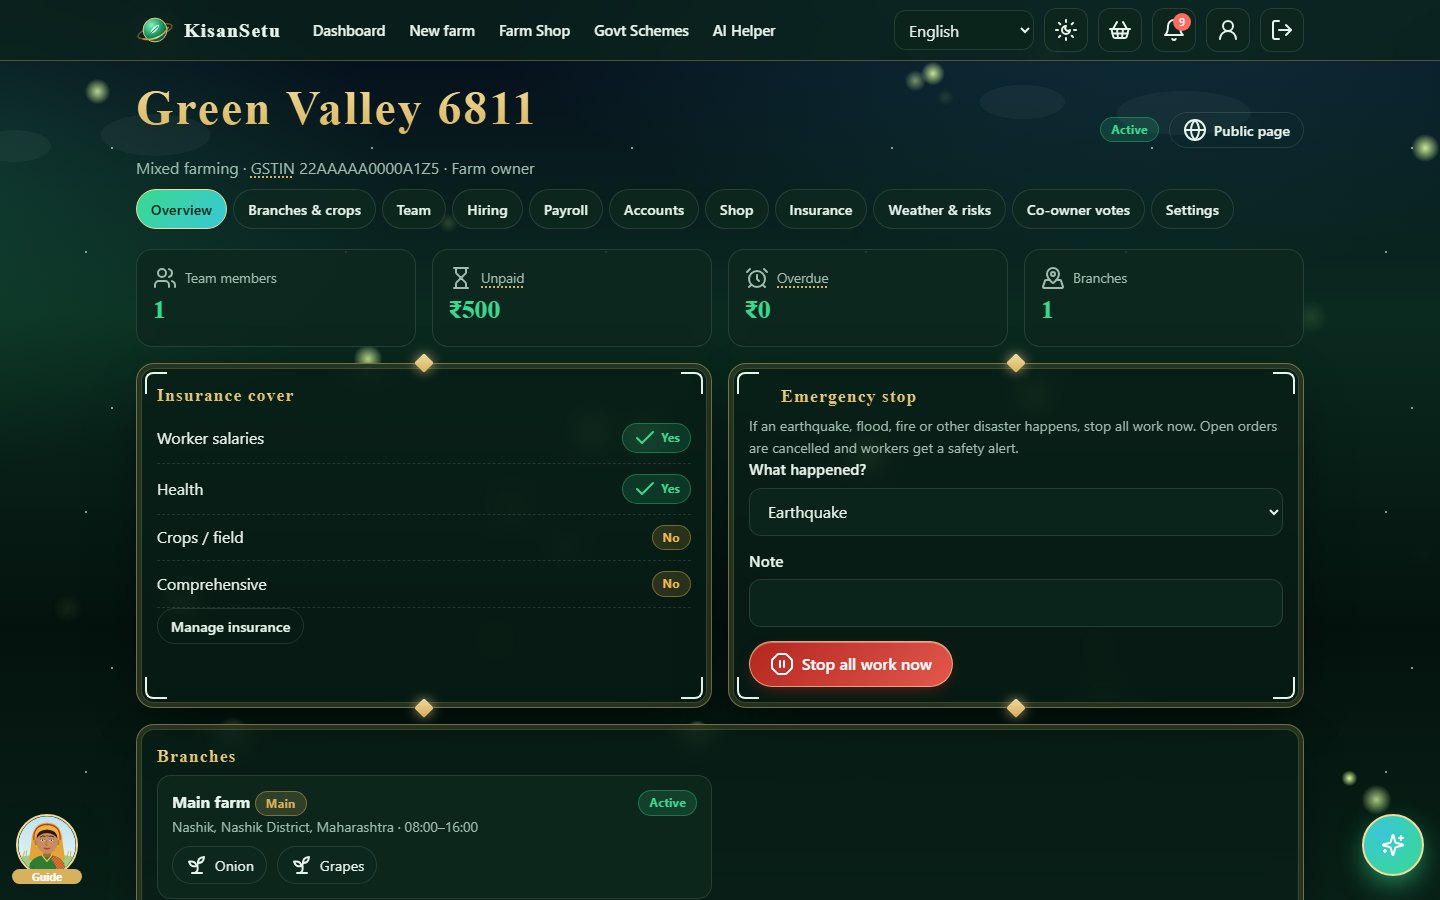 KisanSetu
Dashboard New farm Farm Shop Govt Schemes AI Helper
English
9
Green Valley 6811
Active
Public page
Mixed farming · GSTIN 22AAAAA0000A1Z5 · Farm owner
Overview Branches & crops Team Hiring Payroll Accounts Shop Insurance Weather & risks Co-owner votes Settings
Team members
1
Unpaid
₹500
Overdue
₹0
Branches
1
Insurance cover
Worker salaries Yes
Health Yes
Crops / field No
Comprehensive No
Manage insurance
Emergency stop
If an earthquake, flood, fire or other disaster happens, stop all work now. Open orders
are cancelled and workers get a safety alert.
What happened?
Earthquake
Note
Stop all work now
Branches
Main farm Main Active
Nashik, Nashik District, Maharashtra · 08:00–16:00
Onion Grapes
Guide